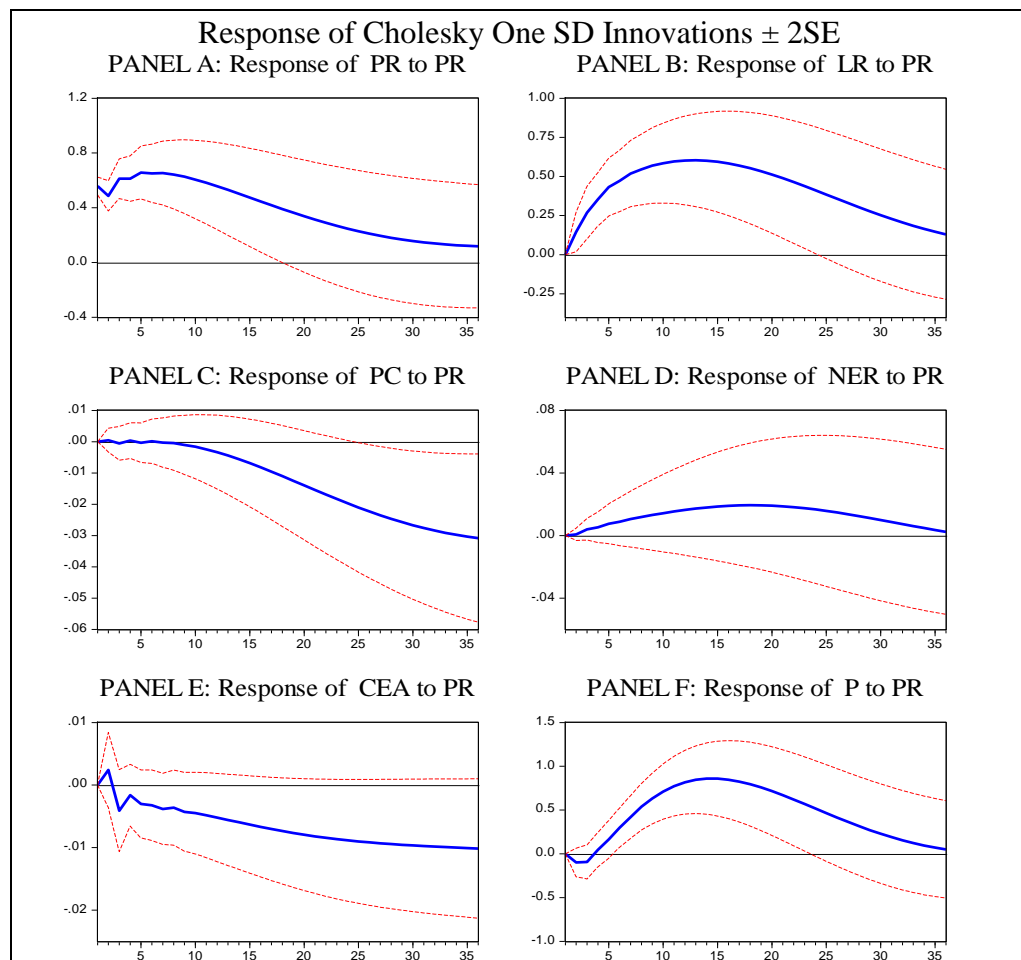 Response of Cholesky One SD Innovations ± 2SE
PANEL A: Response of PR to PR
PANEL B: Response of LR to PR
1.2
0.8
0.4
0.0
-0.4
5 10 15 20 25 30 35
1.00
0.75
0.50
0.25
0.00
-0.25
5 10 15 20 25 30 35
PANEL C: Response of PC to PR
PANEL D: Response of NER to PR
.01
.00
-.01
-.02
-.03
-.04
-.05
-.06
5 10 15 20 25 30 35
.08
.04
.00
-.04
5 10 15 20 25 30 35
PANEL E: Response of CEA to PR
PANEL F: Response of P to PR
.01
.00
-.01
-.02
5 10 15 20 25 30 35
1.5
1.0
0.5
0.0
-0.5
-1.0
5 10 15 20 25 30 35